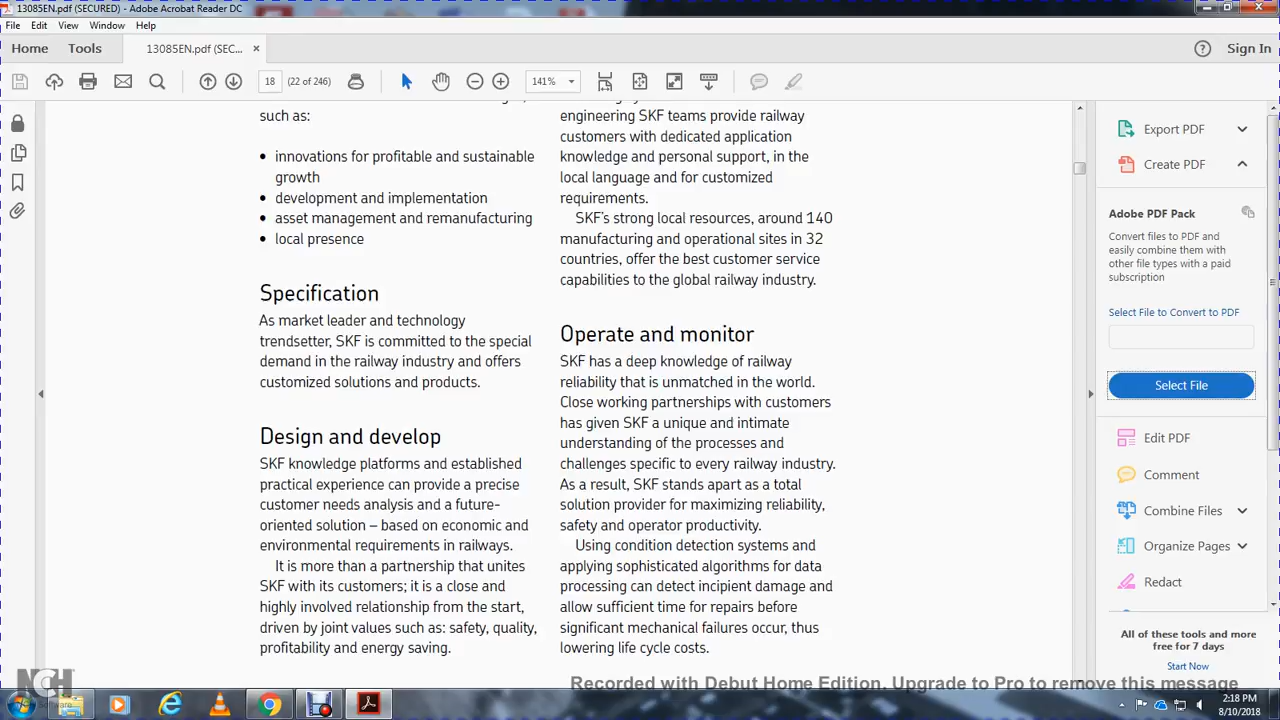 13085EN.pdf (SECURED) - Adobe Acrobat Reader DC
File Edit View Window Help
Home Tools 13085EN.pdf (SEC... × Sign In
18 (22 of 246) 141%
such as:
• innovations for profitable and sustainable
growth
• development and implementation
• asset management and remanufacturing
• local presence
Specification
As market leader and technology
trendsetter, SKF is committed to the special
demand in the railway industry and offers
customized solutions and products.
Design and develop
SKF knowledge platforms and established
practical experience can provide a precise
customer needs analysis and a future-
oriented solution – based on economic and
environmental requirements in railways.
It is more than a partnership that unites
SKF with its customers; it is a close and
highly involved relationship from the start,
driven by joint values such as: safety, quality,
profitability and energy saving.
engineering SKF teams provide railway
customers with dedicated application
knowledge and personal support, in the
local language and for customized
requirements.
SKF's strong local resources, around 140
manufacturing and operational sites in 32
countries, offer the best customer service
capabilities to the global railway industry.
Operate and monitor
SKF has a deep knowledge of railway
reliability that is unmatched in the world.
Close working partnerships with customers
has given SKF a unique and intimate
understanding of the processes and
challenges specific to every railway industry.
As a result, SKF stands apart as a total
solution provider for maximizing reliability,
safety and operator productivity.
Using condition detection systems and
applying sophisticated algorithms for data
processing can detect incipient damage and
allow sufficient time for repairs before
significant mechanical failures occur, thus
lowering life cycle costs.
Export PDF
Create PDF
Adobe PDF Pack
Convert files to PDF and
easily combine them with
other file types with a paid
subscription
Select File to Convert to PDF
Select File
Edit PDF
Comment
Combine Files
Organize Pages
Redact
All of these tools and more
free for 7 days
Start Now
NCH
Software
Recorded with Debut Home Edition. Upgrade to Pro to remove this message
2:18 PM
8/10/2018